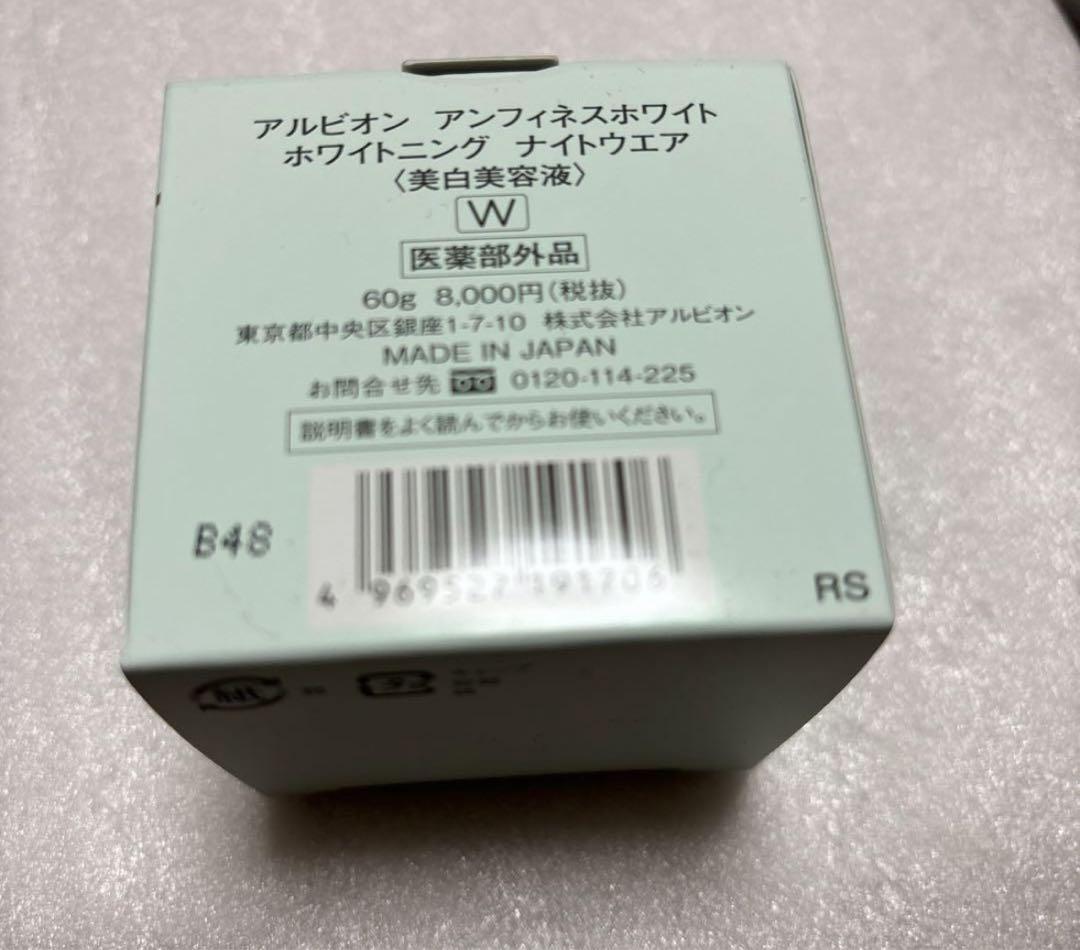 アルビオン アンフィネスホワイト
ホワイトニング ナイトウエア
〈美白美容液〉
W
医薬部外品
60g 8,000円(税抜)
東京都中央区銀座1-7-10 株式会社アルビオン
MADE IN JAPAN
お問合せ先 0120-114-225
説明書をよく読んでからお使いください。
B48
4 969527 191706
RS